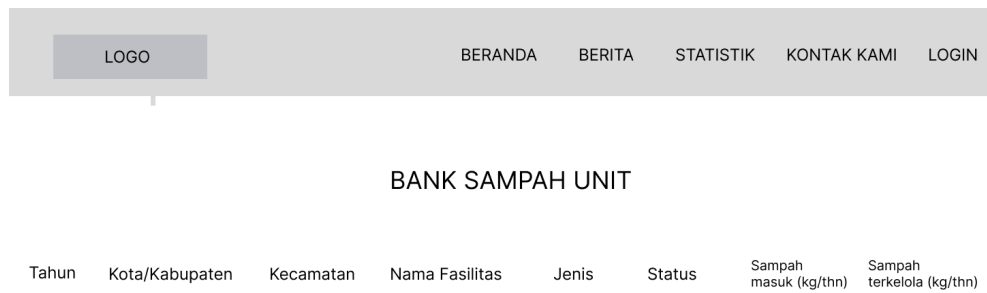 LOGO
BERANDA BERITA STATISTIK KONTAK KAMI LOGIN
BANK SAMPAH UNIT
Tahun Kota/Kabupaten Kecamatan Nama Fasilitas Jenis Status
Sampah
masuk (kg/thn)
Sampah
terkelola (kg/thn)